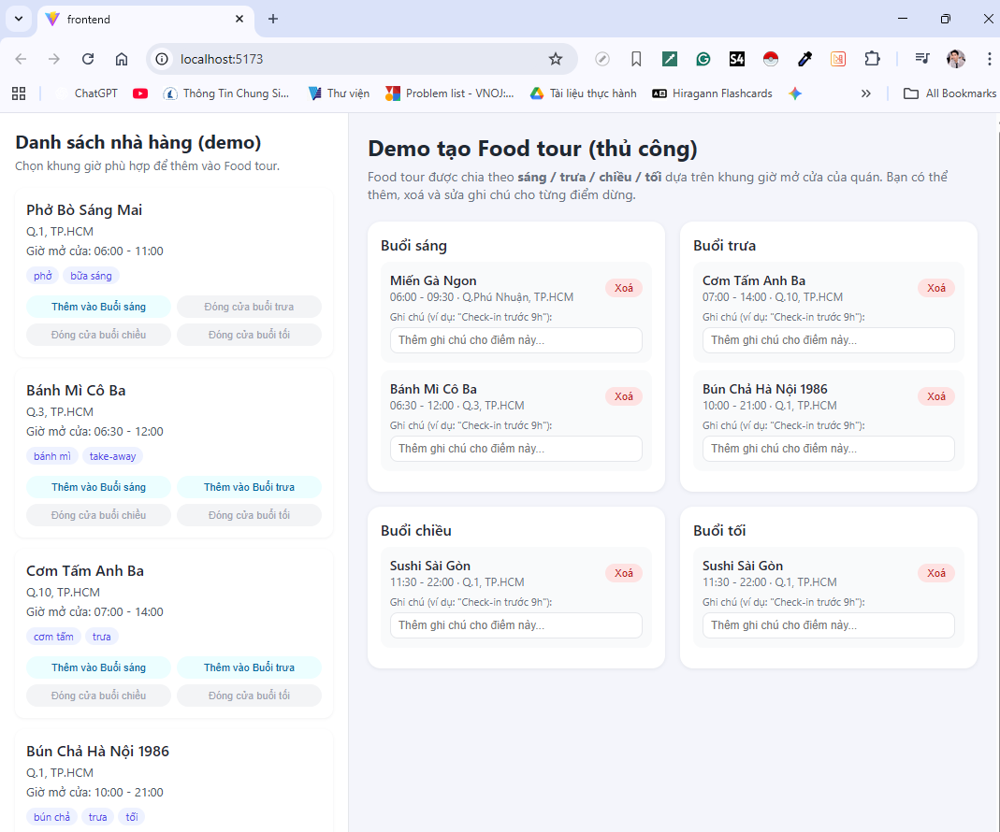 frontend
localhost:5173
S4
ChatGPT
Thông Tin Chung Si...
Thư viện
Problem list - VNOJ:...
Tài liệu thực hành
Hiragann Flashcards
All Bookmarks
Danh sách nhà hàng (demo)
Chọn khung giờ phù hợp để thêm vào Food tour.
Phở Bò Sáng Mai
Q.1, TP.HCM
Giờ mở cửa: 06:00 - 11:00
phở
bữa sáng
Thêm vào Buổi sáng
Đóng cửa buổi trưa
Đóng cửa buổi chiều
Đóng cửa buổi tối
Bánh Mì Cô Ba
Q.3, TP.HCM
Giờ mở cửa: 06:30 - 12:00
bánh mì
take-away
Thêm vào Buổi sáng
Thêm vào Buổi trưa
Đóng cửa buổi chiều
Đóng cửa buổi tối
Cơm Tấm Anh Ba
Q.10, TP.HCM
Giờ mở cửa: 07:00 - 14:00
cơm tấm
trưa
Thêm vào Buổi sáng
Thêm vào Buổi trưa
Đóng cửa buổi chiều
Đóng cửa buổi tối
Bún Chả Hà Nội 1986
Q.1, TP.HCM
Giờ mở cửa: 10:00 - 21:00
bún chả
trưa
tối
Demo tạo Food tour (thủ công)
Food tour được chia theo sáng / trưa / chiều / tối dựa trên khung giờ mở cửa của quán. Bạn có thể
thêm, xoá và sửa ghi chú cho từng điểm dừng.
Buổi sáng
Miến Gà Ngon
06:00 - 09:30 · Q.Phú Nhuận, TP.HCM
Xoá
Ghi chú (ví dụ: "Check-in trước 9h"):
Thêm ghi chú cho điểm này...
Bánh Mì Cô Ba
06:30 - 12:00 · Q.3, TP.HCM
Xoá
Ghi chú (ví dụ: "Check-in trước 9h"):
Thêm ghi chú cho điểm này...
Buổi trưa
Cơm Tấm Anh Ba
07:00 - 14:00 · Q.10, TP.HCM
Xoá
Ghi chú (ví dụ: "Check-in trước 9h"):
Thêm ghi chú cho điểm này...
Bún Chả Hà Nội 1986
10:00 - 21:00 · Q.1, TP.HCM
Xoá
Ghi chú (ví dụ: "Check-in trước 9h"):
Thêm ghi chú cho điểm này...
Buổi chiều
Sushi Sài Gòn
11:30 - 22:00 · Q.1, TP.HCM
Xoá
Ghi chú (ví dụ: "Check-in trước 9h"):
Thêm ghi chú cho điểm này...
Buổi tối
Sushi Sài Gòn
11:30 - 22:00 · Q.1, TP.HCM
Xoá
Ghi chú (ví dụ: "Check-in trước 9h"):
Thêm ghi chú cho điểm này...